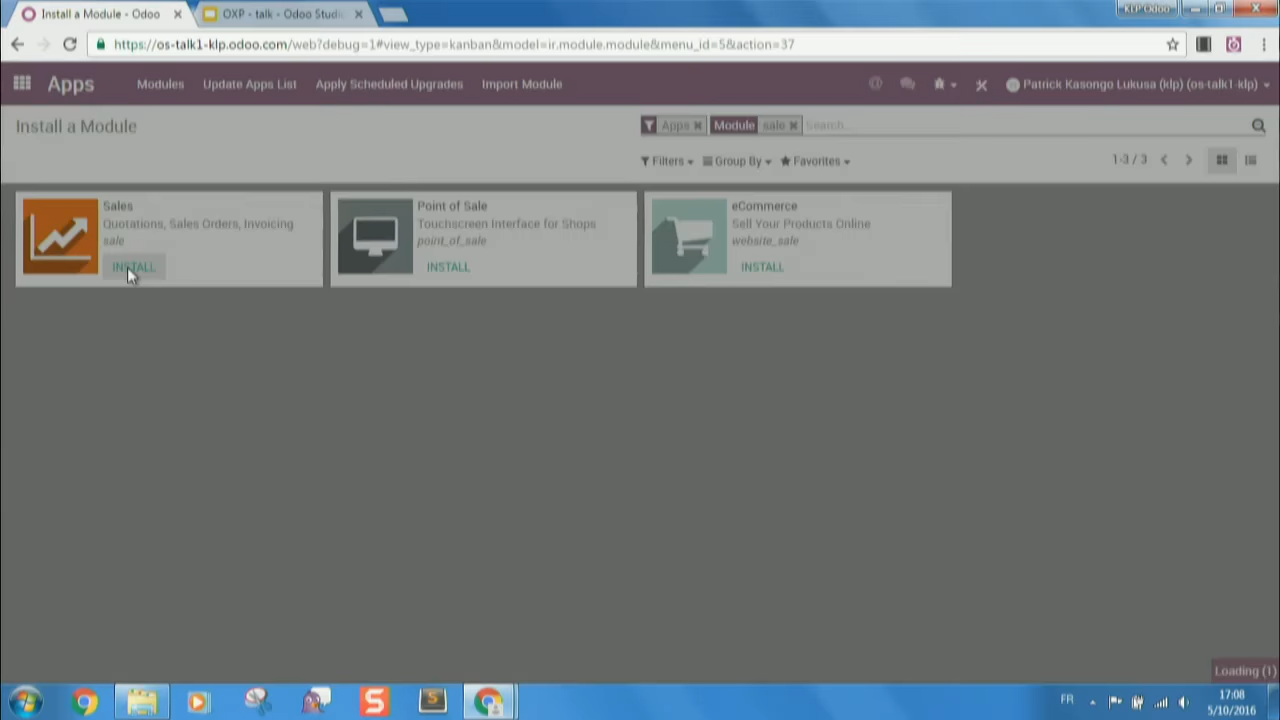 Install a Module - Odoo
OXP - talk - Odoo Studi
KLP Odoo
https://os-talk1-klp.odoo.com/web?debug=1#view_type=kanban&model=ir.module.module&menu_id=5&action=37
Apps
Modules
Update Apps List
Apply Scheduled Upgrades
Import Module
@
Patrick Kasongo Lukusa (klp) (os-talk1-klp)
Install a Module
Apps
Module
sale
Search...
Filters
Group By
Favorites
1-3 / 3
Sales
Quotations, Sales Orders, Invoicing
sale
INSTALL
Point of Sale
Touchscreen Interface for Shops
point_of_sale
INSTALL
eCommerce
Sell Your Products Online
website_sale
INSTALL
Loading (1)
S
S
FR
17:08
5/10/2016